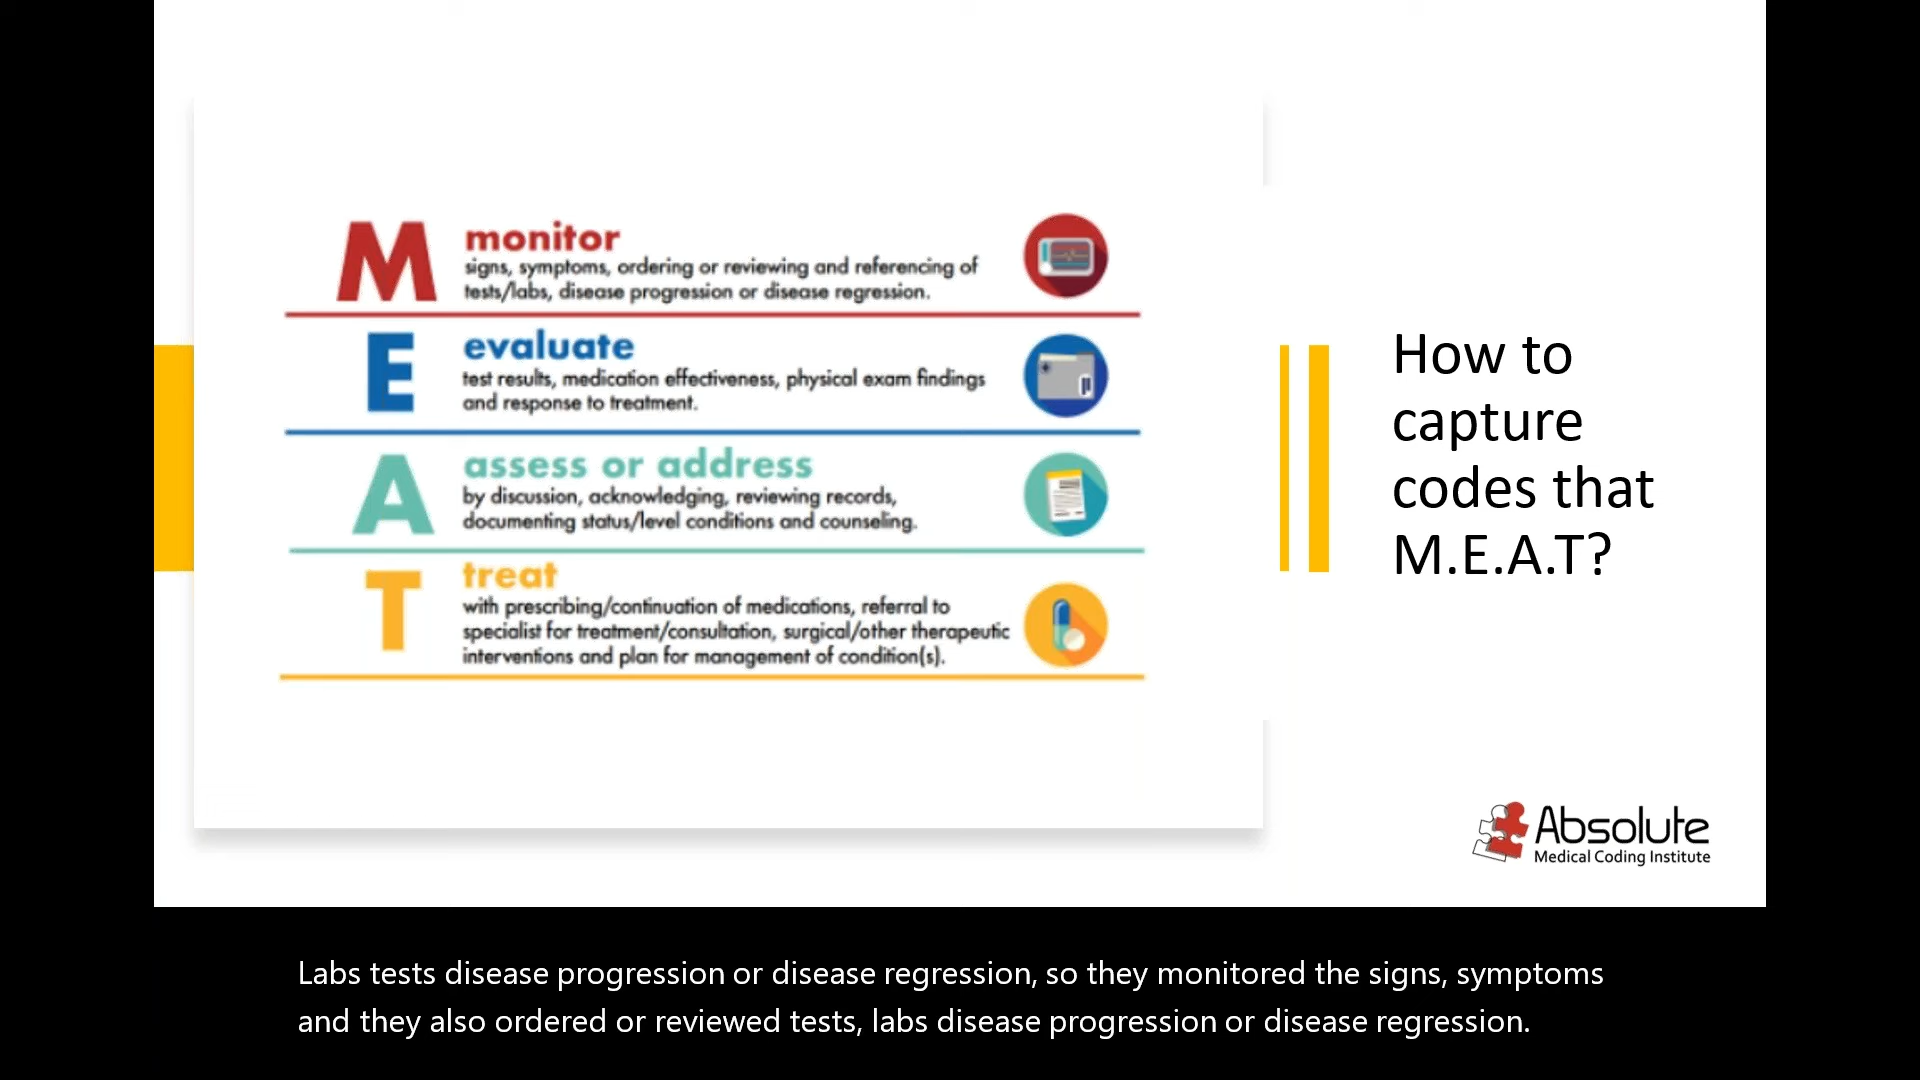 M
monitor
signs, symptoms, ordering or reviewing and referencing of
tests/labs, disease progression or disease regression.
E
evaluate
test results, medication effectiveness, physical exam findings
and response to treatment.
A
assess or address
by discussion, acknowledging, reviewing records,
documenting status/level conditions and counseling.
T
treat
with prescribing/continuation of medications, referral to
specialist for treatment/consultation, surgical/other therapeutic
interventions and plan for management of condition(s).
How to
capture
codes that
M.E.A.T?
Absolute
Medical Coding Institute
Labs tests disease progression or disease regression, so they monitored the signs, symptoms
and they also ordered or reviewed tests, labs disease progression or disease regression.